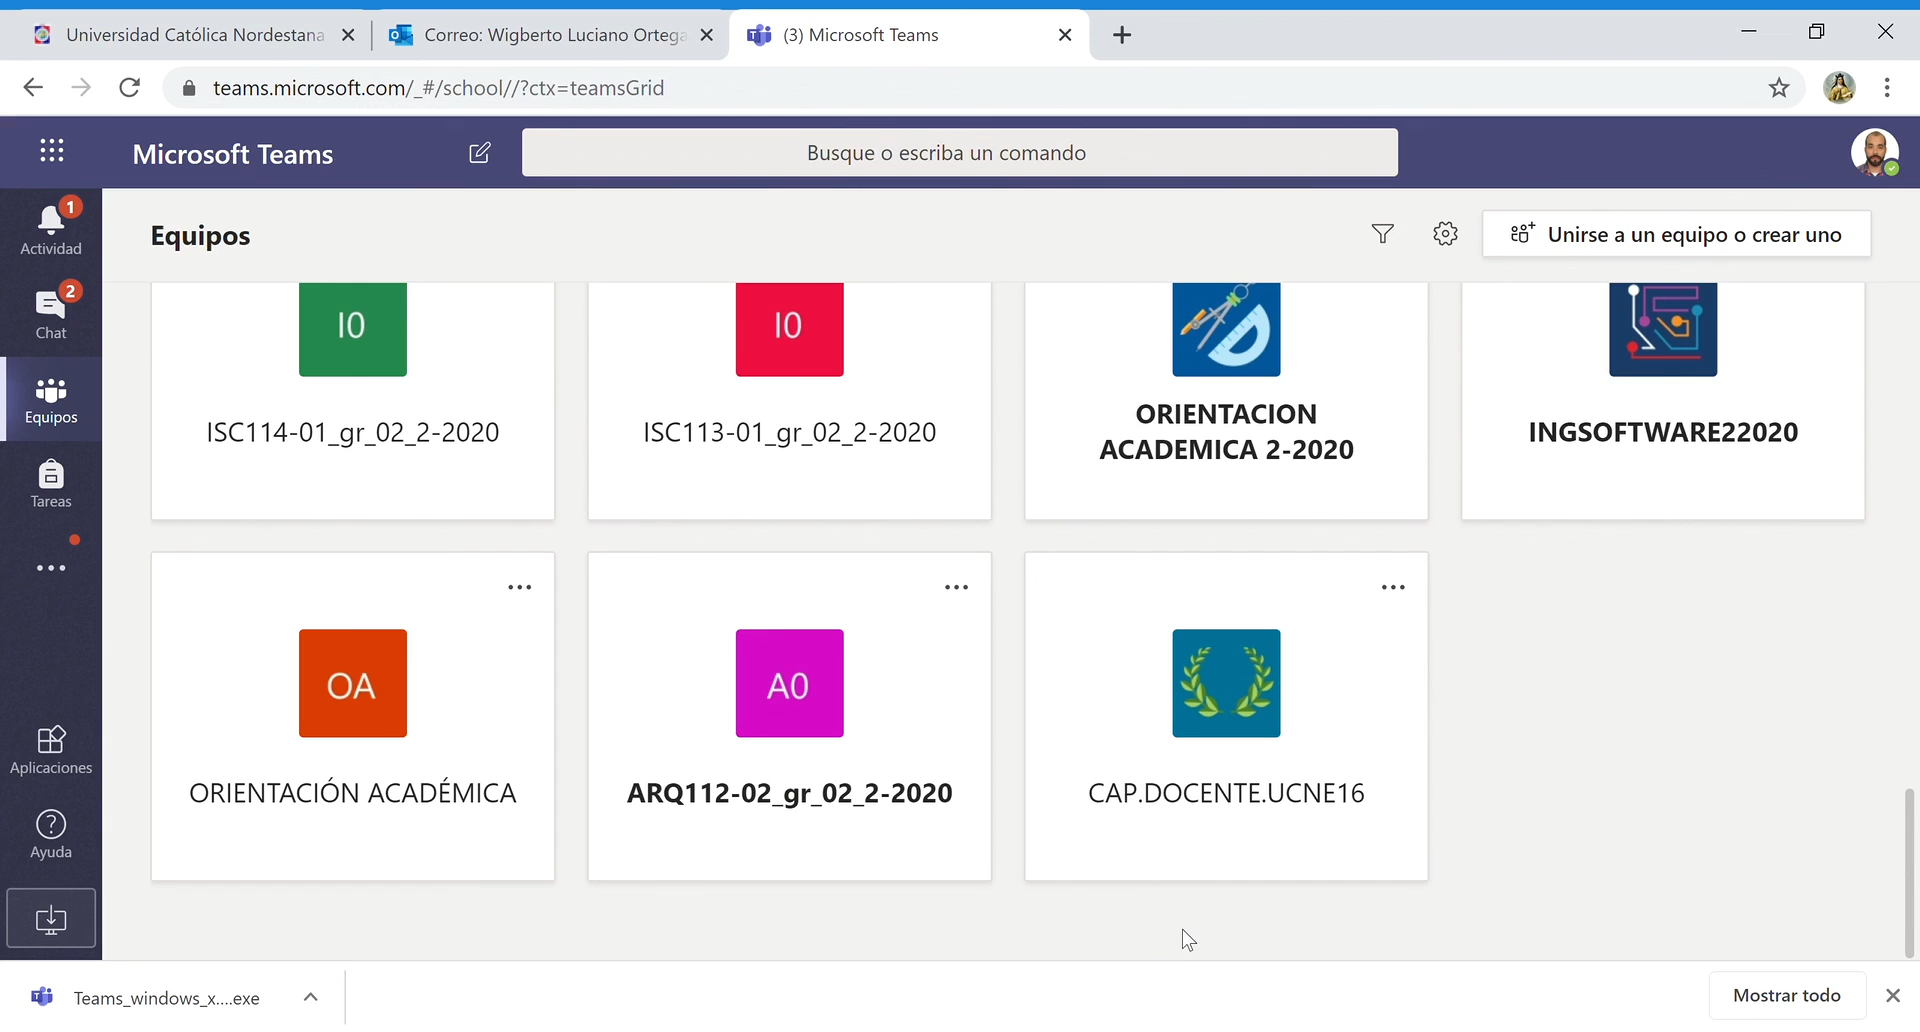 Universidad Católica Nordestana
Correo: Wigberto Luciano Ortega
(3) Microsoft Teams
teams.microsoft.com/_#/school//?ctx=teamsGrid
Microsoft Teams
Busque o escriba un comando
1
Actividad
2
Chat
Equipos
Tareas
Aplicaciones
Ayuda
Equipos
Unirse a un equipo o crear uno
I0
ISC114-01_gr_02_2-2020
I0
ISC113-01_gr_02_2-2020
ORIENTACION
ACADEMICA 2-2020
INGSOFTWARE22020
OA
ORIENTACIÓN ACADÉMICA
A0
ARQ112-02_gr_02_2-2020
CAP.DOCENTE.UCNE16
Teams_windows_x....exe
Mostrar todo